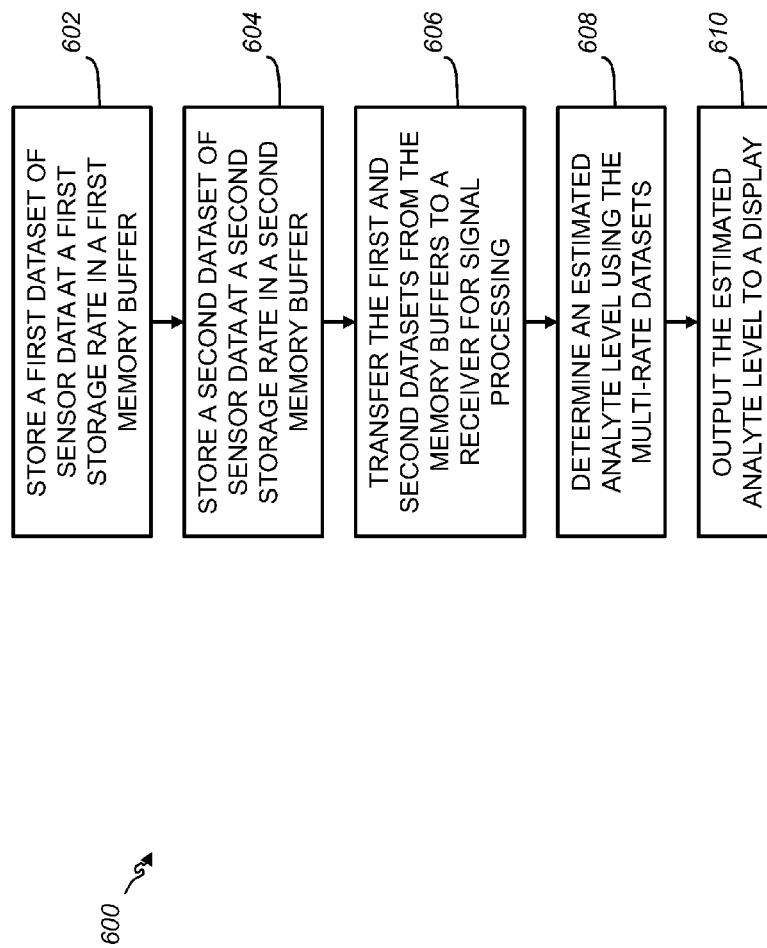 600
STORE A FIRST DATASET OF
SENSOR DATA AT A FIRST
STORAGE RATE IN A FIRST
MEMORY BUFFER
602
STORE A SECOND DATASET OF
SENSOR DATA AT A SECOND
STORAGE RATE IN A SECOND
MEMORY BUFFER
604
TRANSFER THE FIRST AND
SECOND DATASETS FROM THE
MEMORY BUFFERS TO A
RECEIVER FOR SIGNAL
PROCESSING
606
DETERMINE AN ESTIMATED
ANALYTE LEVEL USING THE
MULTI-RATE DATASETS
608
OUTPUT THE ESTIMATED
ANALYTE LEVEL TO A DISPLAY
610